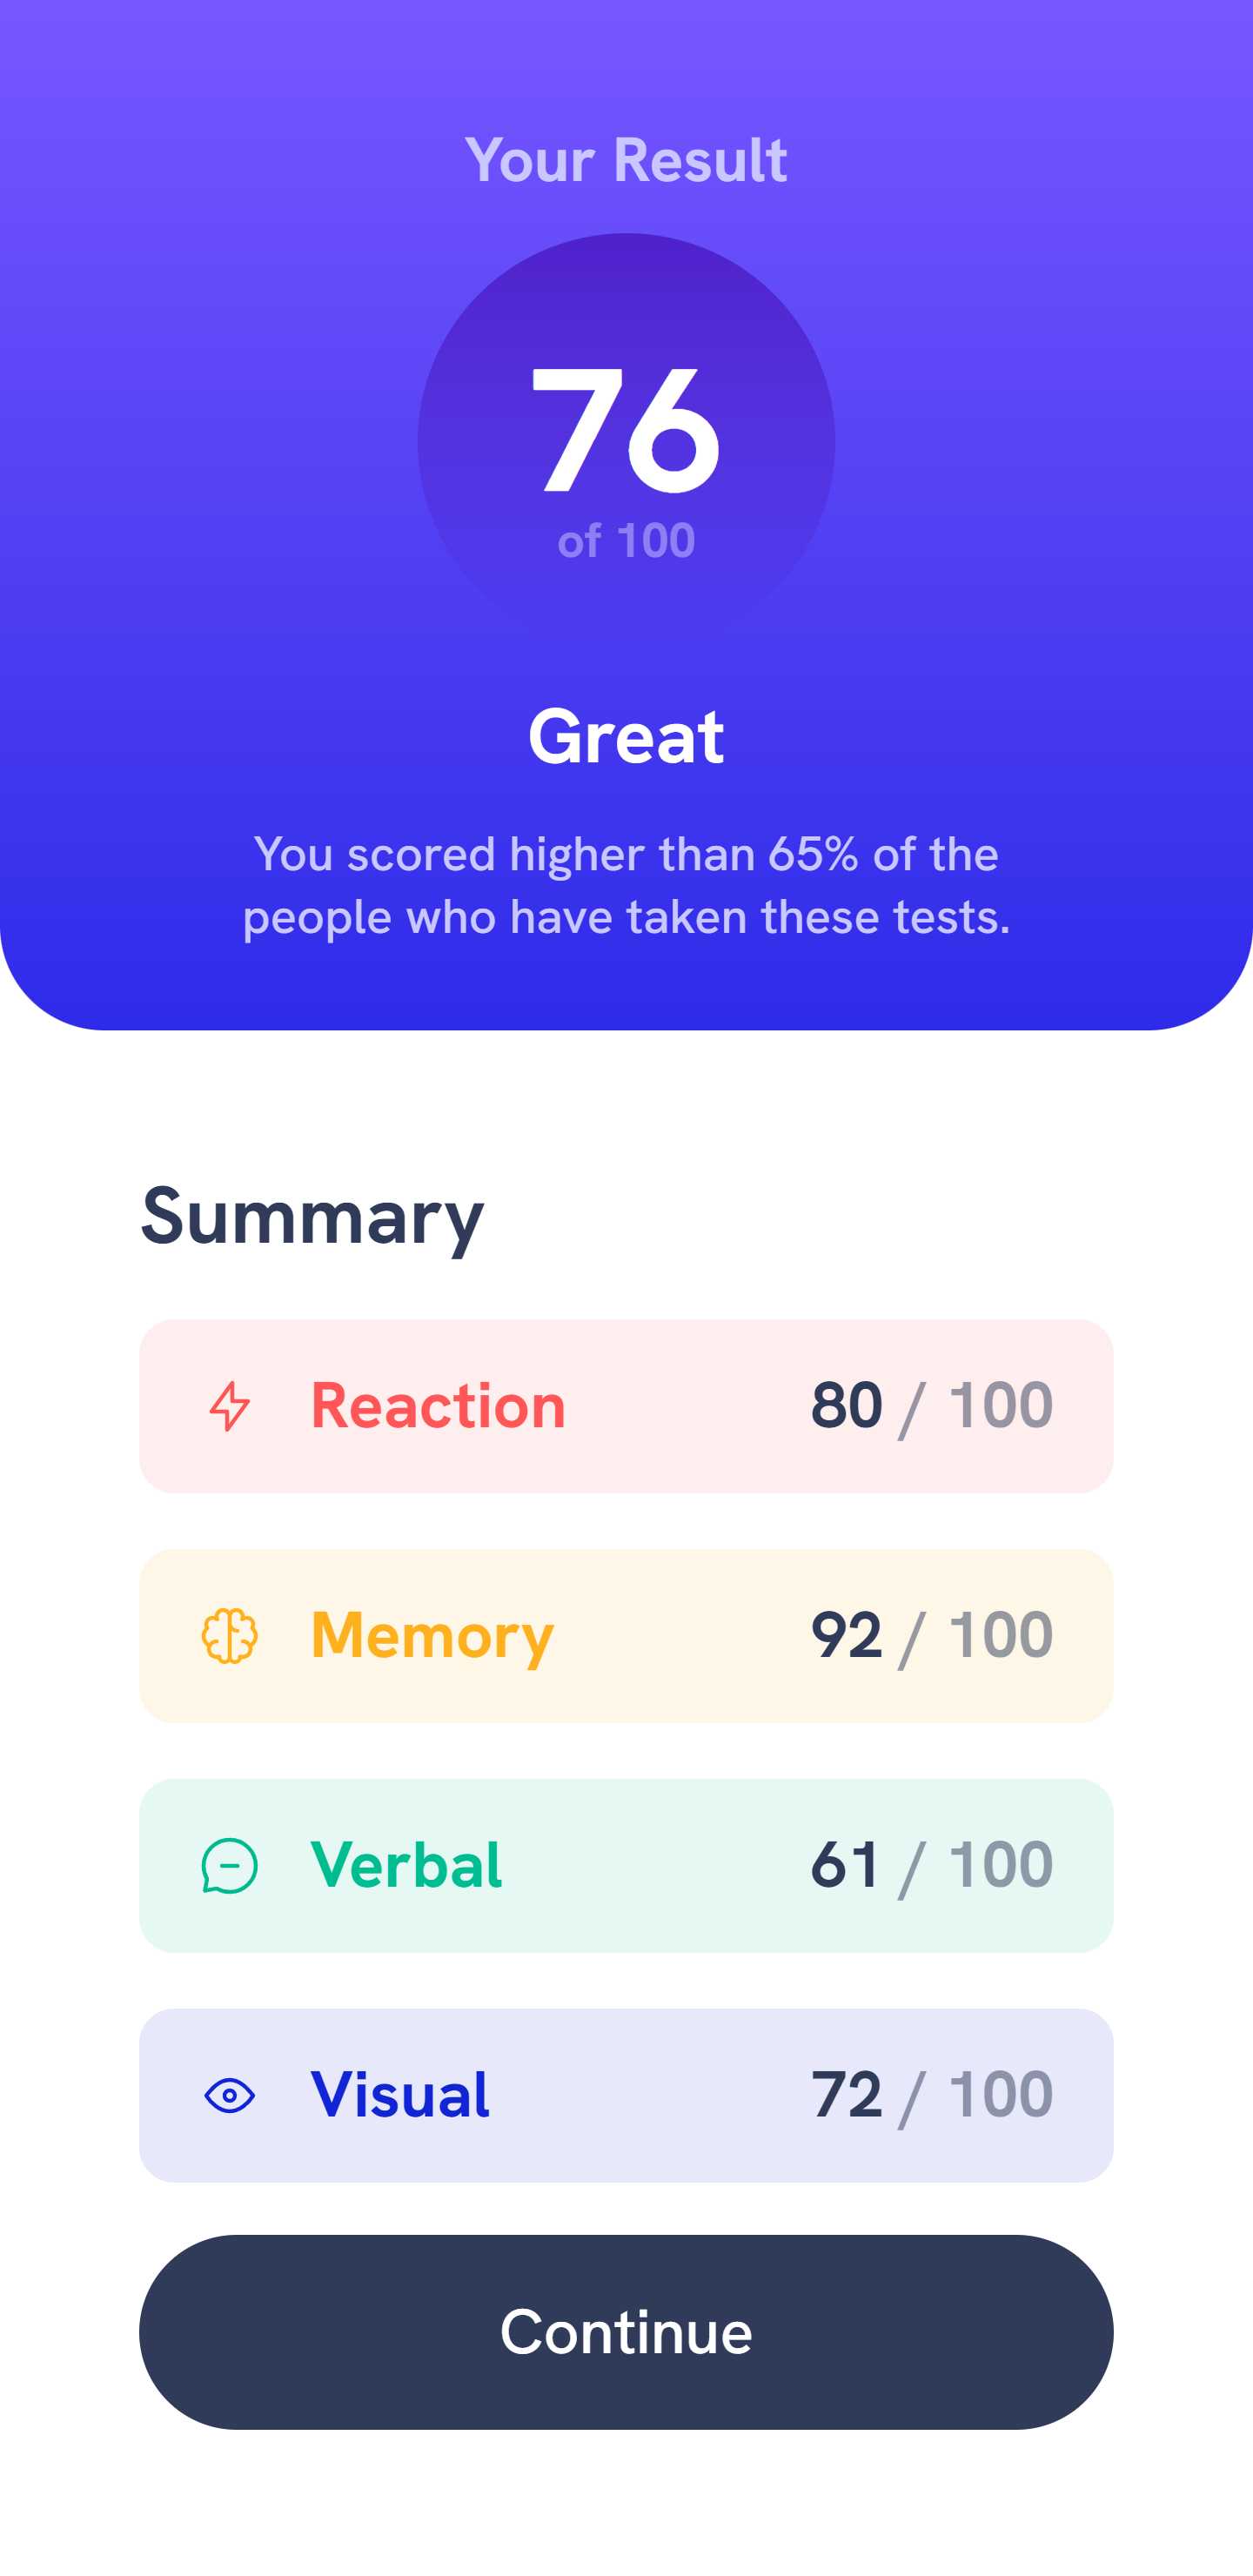 Your Result
76
of 100
Great
You scored higher than 65% of the
people who have taken these tests.
Summary
Reaction 80 / 100
Memory 92 / 100
Verbal 61 / 100
Visual 72 / 100
Continue